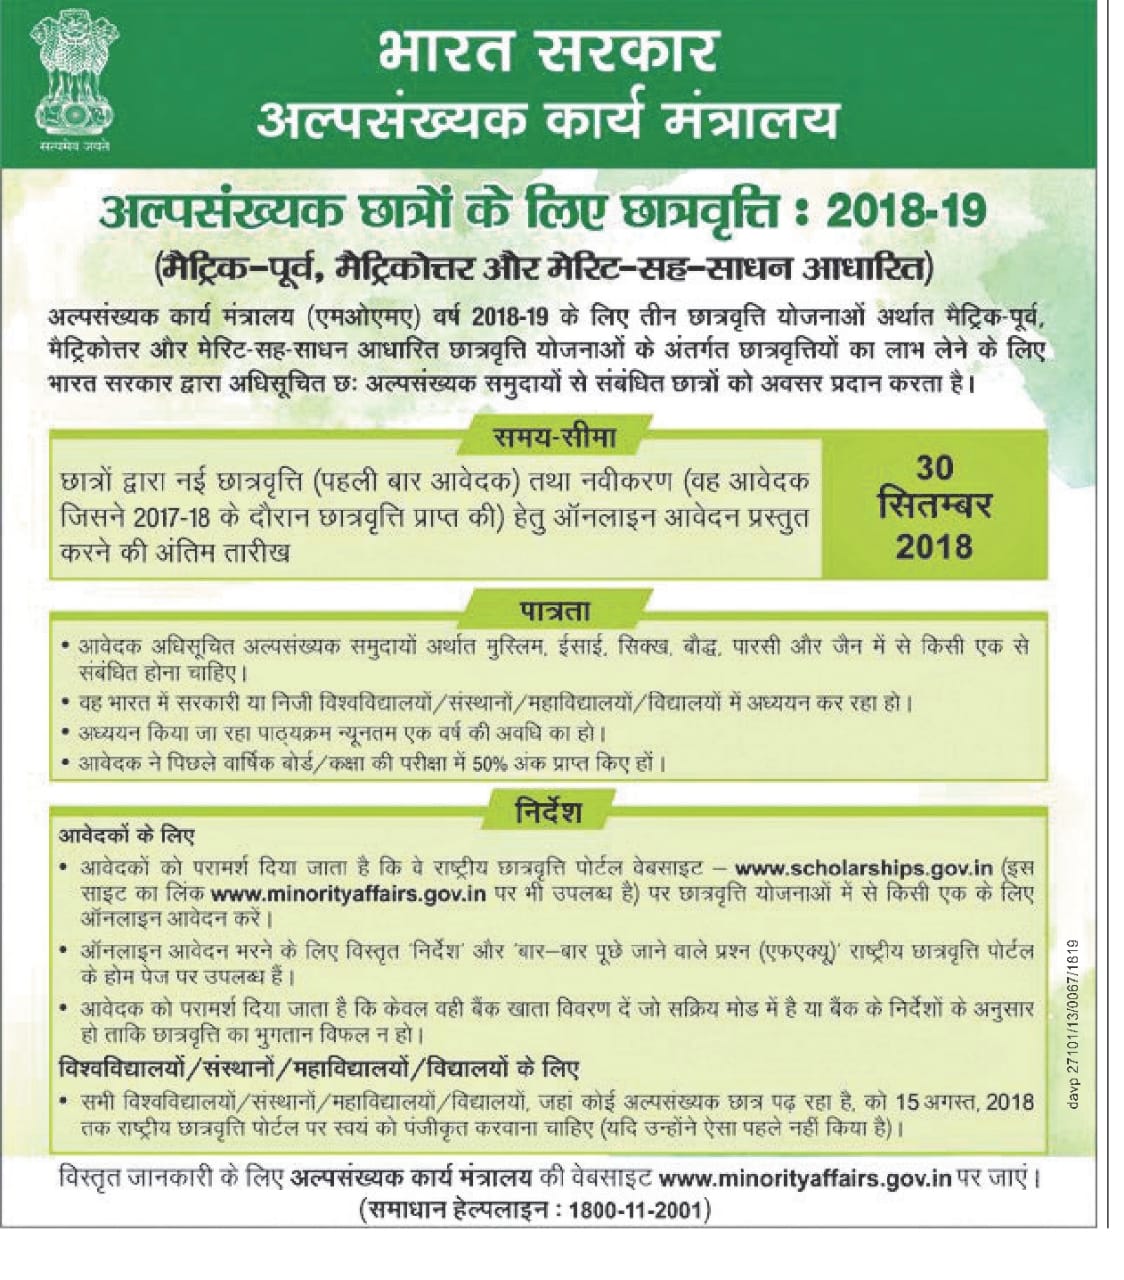 सत्यमेव जयते
भारत सरकार
अल्पसंख्यक कार्य मंत्रालय
अल्पसंख्यक छात्रों के लिए छात्रवृत्ति : 2018-19
(मैट्रिक-पूर्व, मैट्रिकोत्तर और मेरिट-सह-साधन आधारित)
अल्पसंख्यक कार्य मंत्रालय (एमओएमए) वर्ष 2018-19 के लिए तीन छात्रवृत्ति योजनाओं अर्थात मैट्रिक-पूर्व,
मैट्रिकोत्तर और मेरिट-सह-साधन आधारित छात्रवृत्ति योजनाओं के अंतर्गत छात्रवृत्तियों का लाभ लेने के लिए
भारत सरकार द्वारा अधिसूचित छः अल्पसंख्यक समुदायों से संबंधित छात्रों को अवसर प्रदान करता है।
समय-सीमा
छात्रों द्वारा नई छात्रवृत्ति (पहली बार आवेदक) तथा नवीकरण (वह आवेदक
जिसने 2017-18 के दौरान छात्रवृत्ति प्राप्त की) हेतु ऑनलाइन आवेदन प्रस्तुत
करने की अंतिम तारीख
30
सितम्बर
2018
पात्रता
• आवेदक अधिसूचित अल्पसंख्यक समुदायों अर्थात मुस्लिम, ईसाई, सिक्ख, बौद्ध, पारसी और जैन में से किसी एक से
संबंधित होना चाहिए।
• वह भारत में सरकारी या निजी विश्वविद्यालयों/संस्थानों/महाविद्यालयों/विद्यालयों में अध्ययन कर रहा हो।
• अध्ययन किया जा रहा पाठ्यक्रम न्यूनतम एक वर्ष की अवधि का हो।
• आवेदक ने पिछले वार्षिक बोर्ड/कक्षा की परीक्षा में 50% अंक प्राप्त किए हों।
निर्देश
आवेदकों के लिए
• आवेदकों को परामर्श दिया जाता है कि वे राष्ट्रीय छात्रवृत्ति पोर्टल वेबसाइट – www.scholarships.gov.in (इस
साइट का लिंक www.minorityaffairs.gov.in पर भी उपलब्ध है) पर छात्रवृत्ति योजनाओं में से किसी एक के लिए
ऑनलाइन आवेदन करें।
• ऑनलाइन आवेदन भरने के लिए विस्तृत 'निर्देश' और 'बार-बार पूछे जाने वाले प्रश्न (एफएक्यू)' राष्ट्रीय छात्रवृत्ति पोर्टल
के होम पेज पर उपलब्ध हैं।
• आवेदक को परामर्श दिया जाता है कि केवल वही बैंक खाता विवरण दें जो सक्रिय मोड में है या बैंक के निर्देशों के अनुसार
हो ताकि छात्रवृत्ति का भुगतान विफल न हो।
विश्वविद्यालयों/संस्थानों/महाविद्यालयों/विद्यालयों के लिए
• सभी विश्वविद्यालयों/संस्थानों/महाविद्यालयों/विद्यालयों, जहां कोई अल्पसंख्यक छात्र पढ़ रहा है, को 15 अगस्त, 2018
तक राष्ट्रीय छात्रवृत्ति पोर्टल पर स्वयं को पंजीकृत करवाना चाहिए (यदि उन्होंने ऐसा पहले नहीं किया है)।
विस्तृत जानकारी के लिए अल्पसंख्यक कार्य मंत्रालय की वेबसाइट www.minorityaffairs.gov.in पर जाएं।
(समाधान हेल्पलाइन : 1800-11-2001)
davp 27101/13/0067/1819